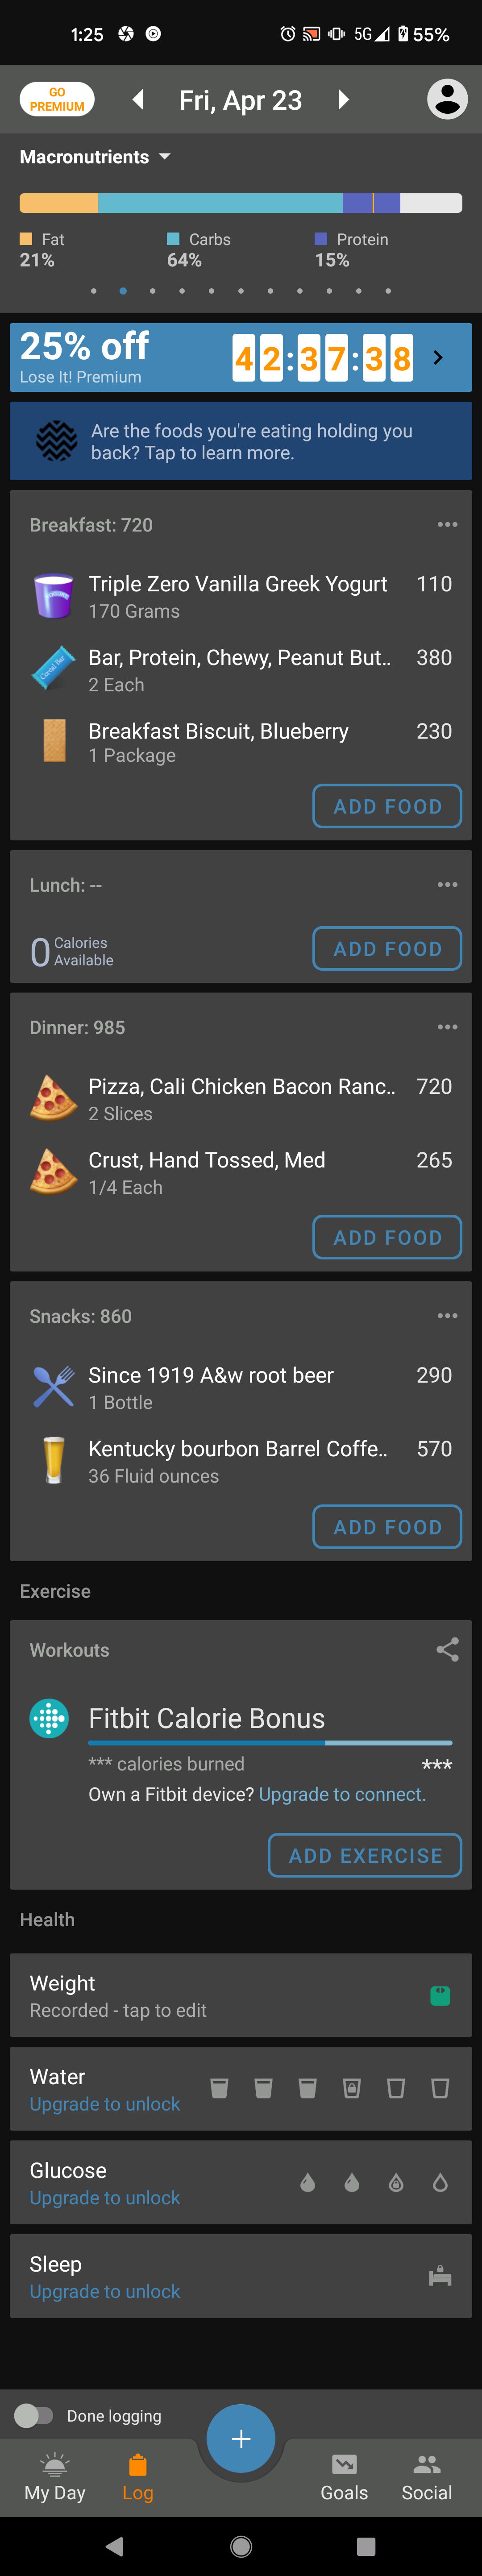 1:25 5G 55%
GO PREMIUM
Fri, Apr 23
Macronutrients
Fat Carbs Protein
21% 64% 15%
25% off
42:37:38
Lose It! Premium
Are the foods you're eating holding you
back? Tap to learn more.
Breakfast: 720
Triple Zero Vanilla Greek Yogurt 110
170 Grams
Bar, Protein, Chewy, Peanut But.. 380
2 Each
Breakfast Biscuit, Blueberry 230
1 Package
ADD FOOD
Lunch: --
0 Calories Available
ADD FOOD
Dinner: 985
Pizza, Cali Chicken Bacon Ranc.. 720
2 Slices
Crust, Hand Tossed, Med 265
1/4 Each
ADD FOOD
Snacks: 860
Since 1919 A&w root beer 290
1 Bottle
Kentucky bourbon Barrel Coffe.. 570
36 Fluid ounces
ADD FOOD
Exercise
Workouts
Fitbit Calorie Bonus
*** calories burned ***
Own a Fitbit device? Upgrade to connect.
ADD EXERCISE
Health
Weight
Recorded - tap to edit
Water
Upgrade to unlock
Glucose
Upgrade to unlock
Sleep
Upgrade to unlock
Done logging
My Day Log Goals Social